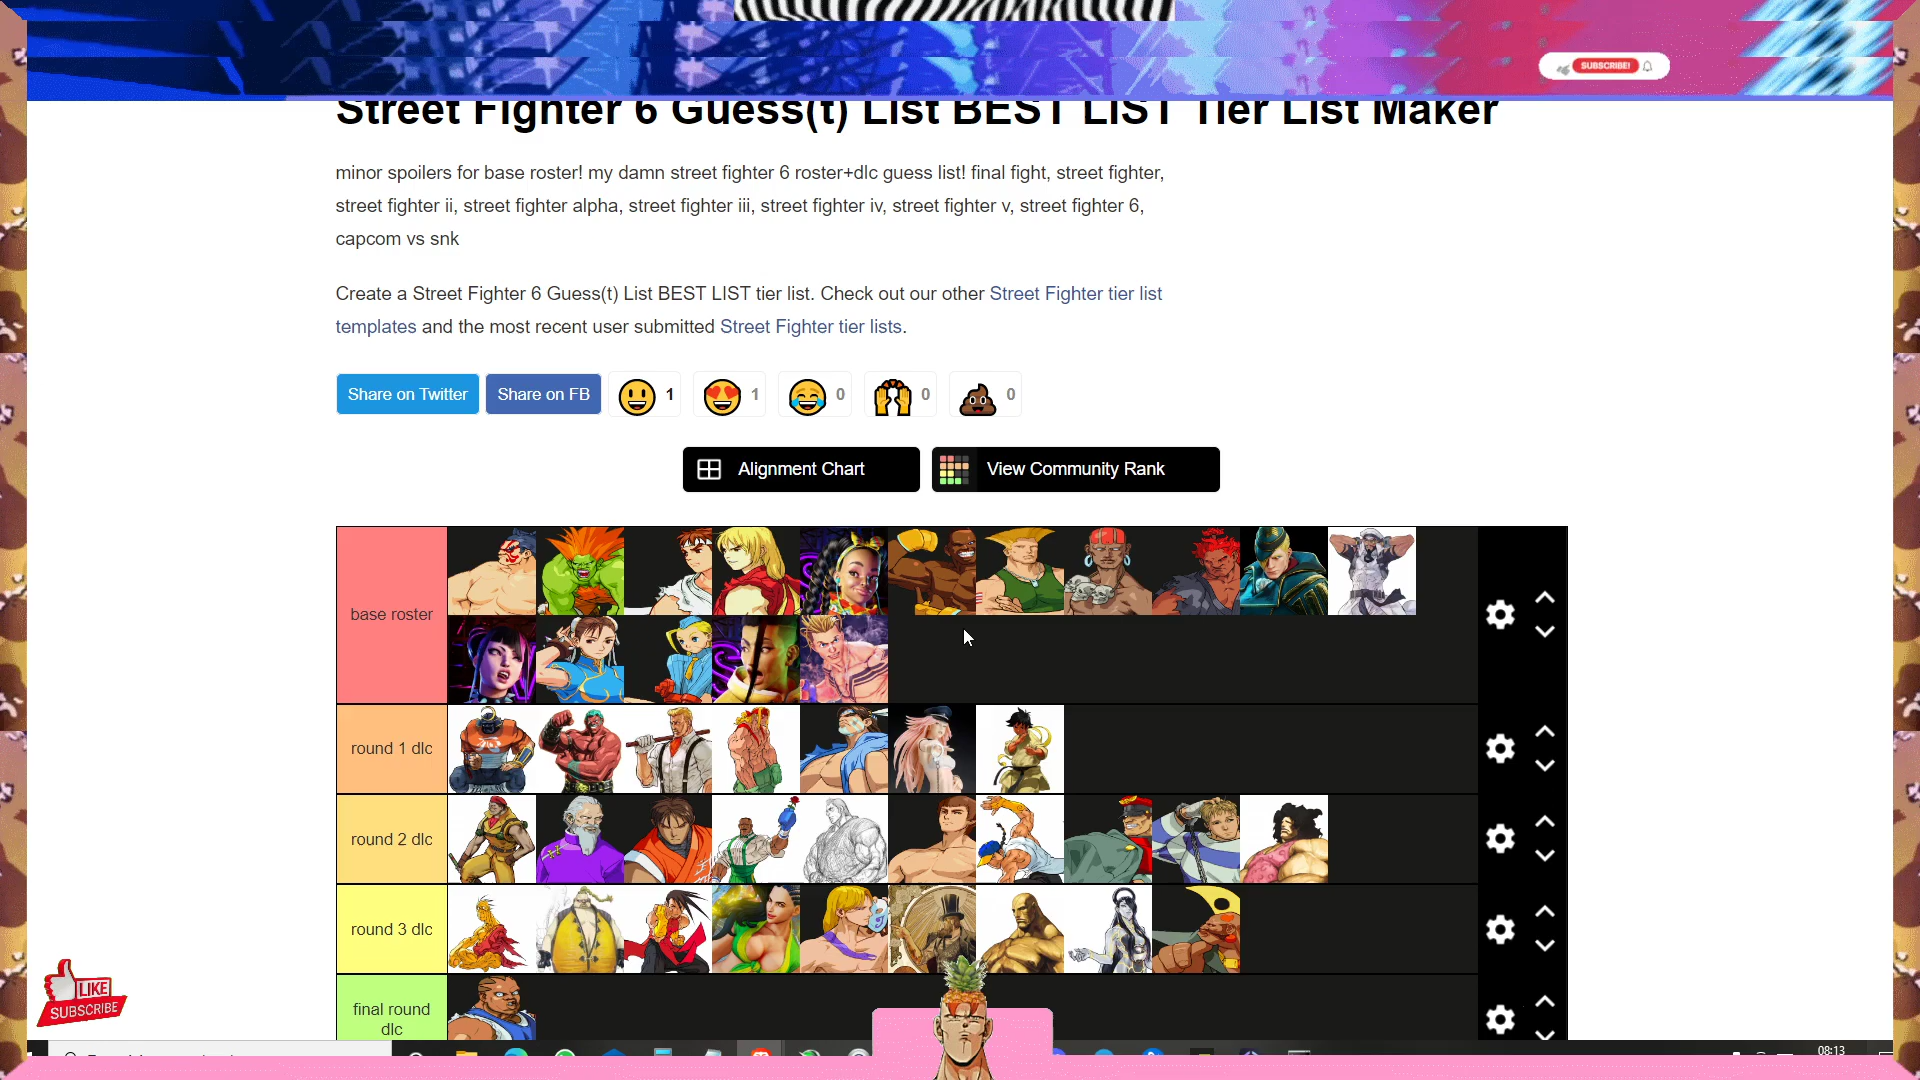 SUBSCRIBE!
Street Fighter 6 Guess(t) List BEST LIST Tier List Maker
minor spoilers for base roster! my damn street fighter 6 roster+dlc guess list! final fight, street fighter,
street fighter ii, street fighter alpha, street fighter iii, street fighter iv, street fighter v, street fighter 6,
capcom vs snk
Create a Street Fighter 6 Guess(t) List BEST LIST tier list. Check out our other Street Fighter tier list
templates and the most recent user submitted Street Fighter tier lists.
Share on Twitter Share on FB 1 1 0 0 0
Alignment Chart View Community Rank
base roster
round 1 dlc
round 2 dlc
round 3 dlc
final round
dlc
LIKE
SUBSCRIBE
08:13